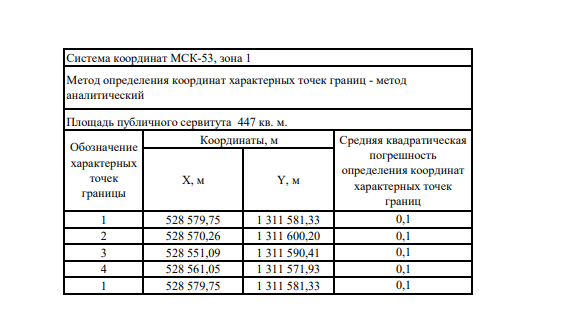 Система координат МСК-53, зона 1
Метод определения координат характерных точек границ - метод
аналитический
Площадь публичного сервитута 447 кв. м.
Обозначение
характерных
точек
границы
Координаты, м
X, м
Y, м
Средняя квадратическая
погрешность
определения координат
характерных точек
границ
1 528 579,75 1 311 581,33 0,1
2 528 570,26 1 311 600,20 0,1
3 528 551,09 1 311 590,41 0,1
4 528 561,05 1 311 571,93 0,1
1 528 579,75 1 311 581,33 0,1